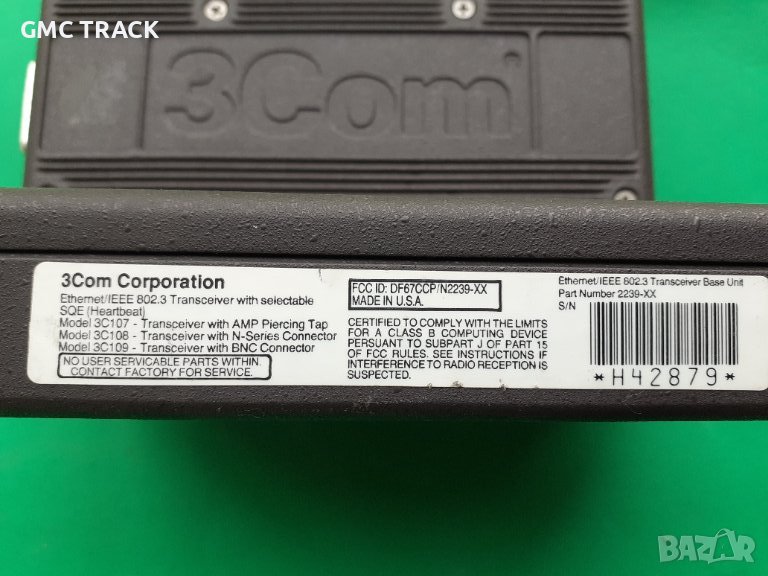 GMC TRACK
3Com
3Com Corporation
Ethernet/IEEE 802.3 Transceiver with selectable
SQE (Heartbeat)
Model 3C107 - Transceiver with AMP Piercing Tap
Model 3C108 - Transceiver with N-Series Connector
Model 3C109 - Transceiver with BNC Connector
NO USER SERVICABLE PARTS WITHIN.
CONTACT FACTORY FOR SERVICE.
FCC ID: DF67CCP/N2239-XX
MADE IN U.S.A.
CERTIFIED TO COMPLY WITH THE LIMITS
FOR A CLASS B COMPUTING DEVICE
PERSUANT TO SUBPART J OF PART 15
OF FCC RULES. SEE INSTRUCTIONS IF
INTERFERENCE TO RADIO RECEPTION IS
SUSPECTED.
Ethernet/IEEE 802.3 Transceiver Base Unit
Part Number 2239-XX
S/N
*H42879*
BAZAR